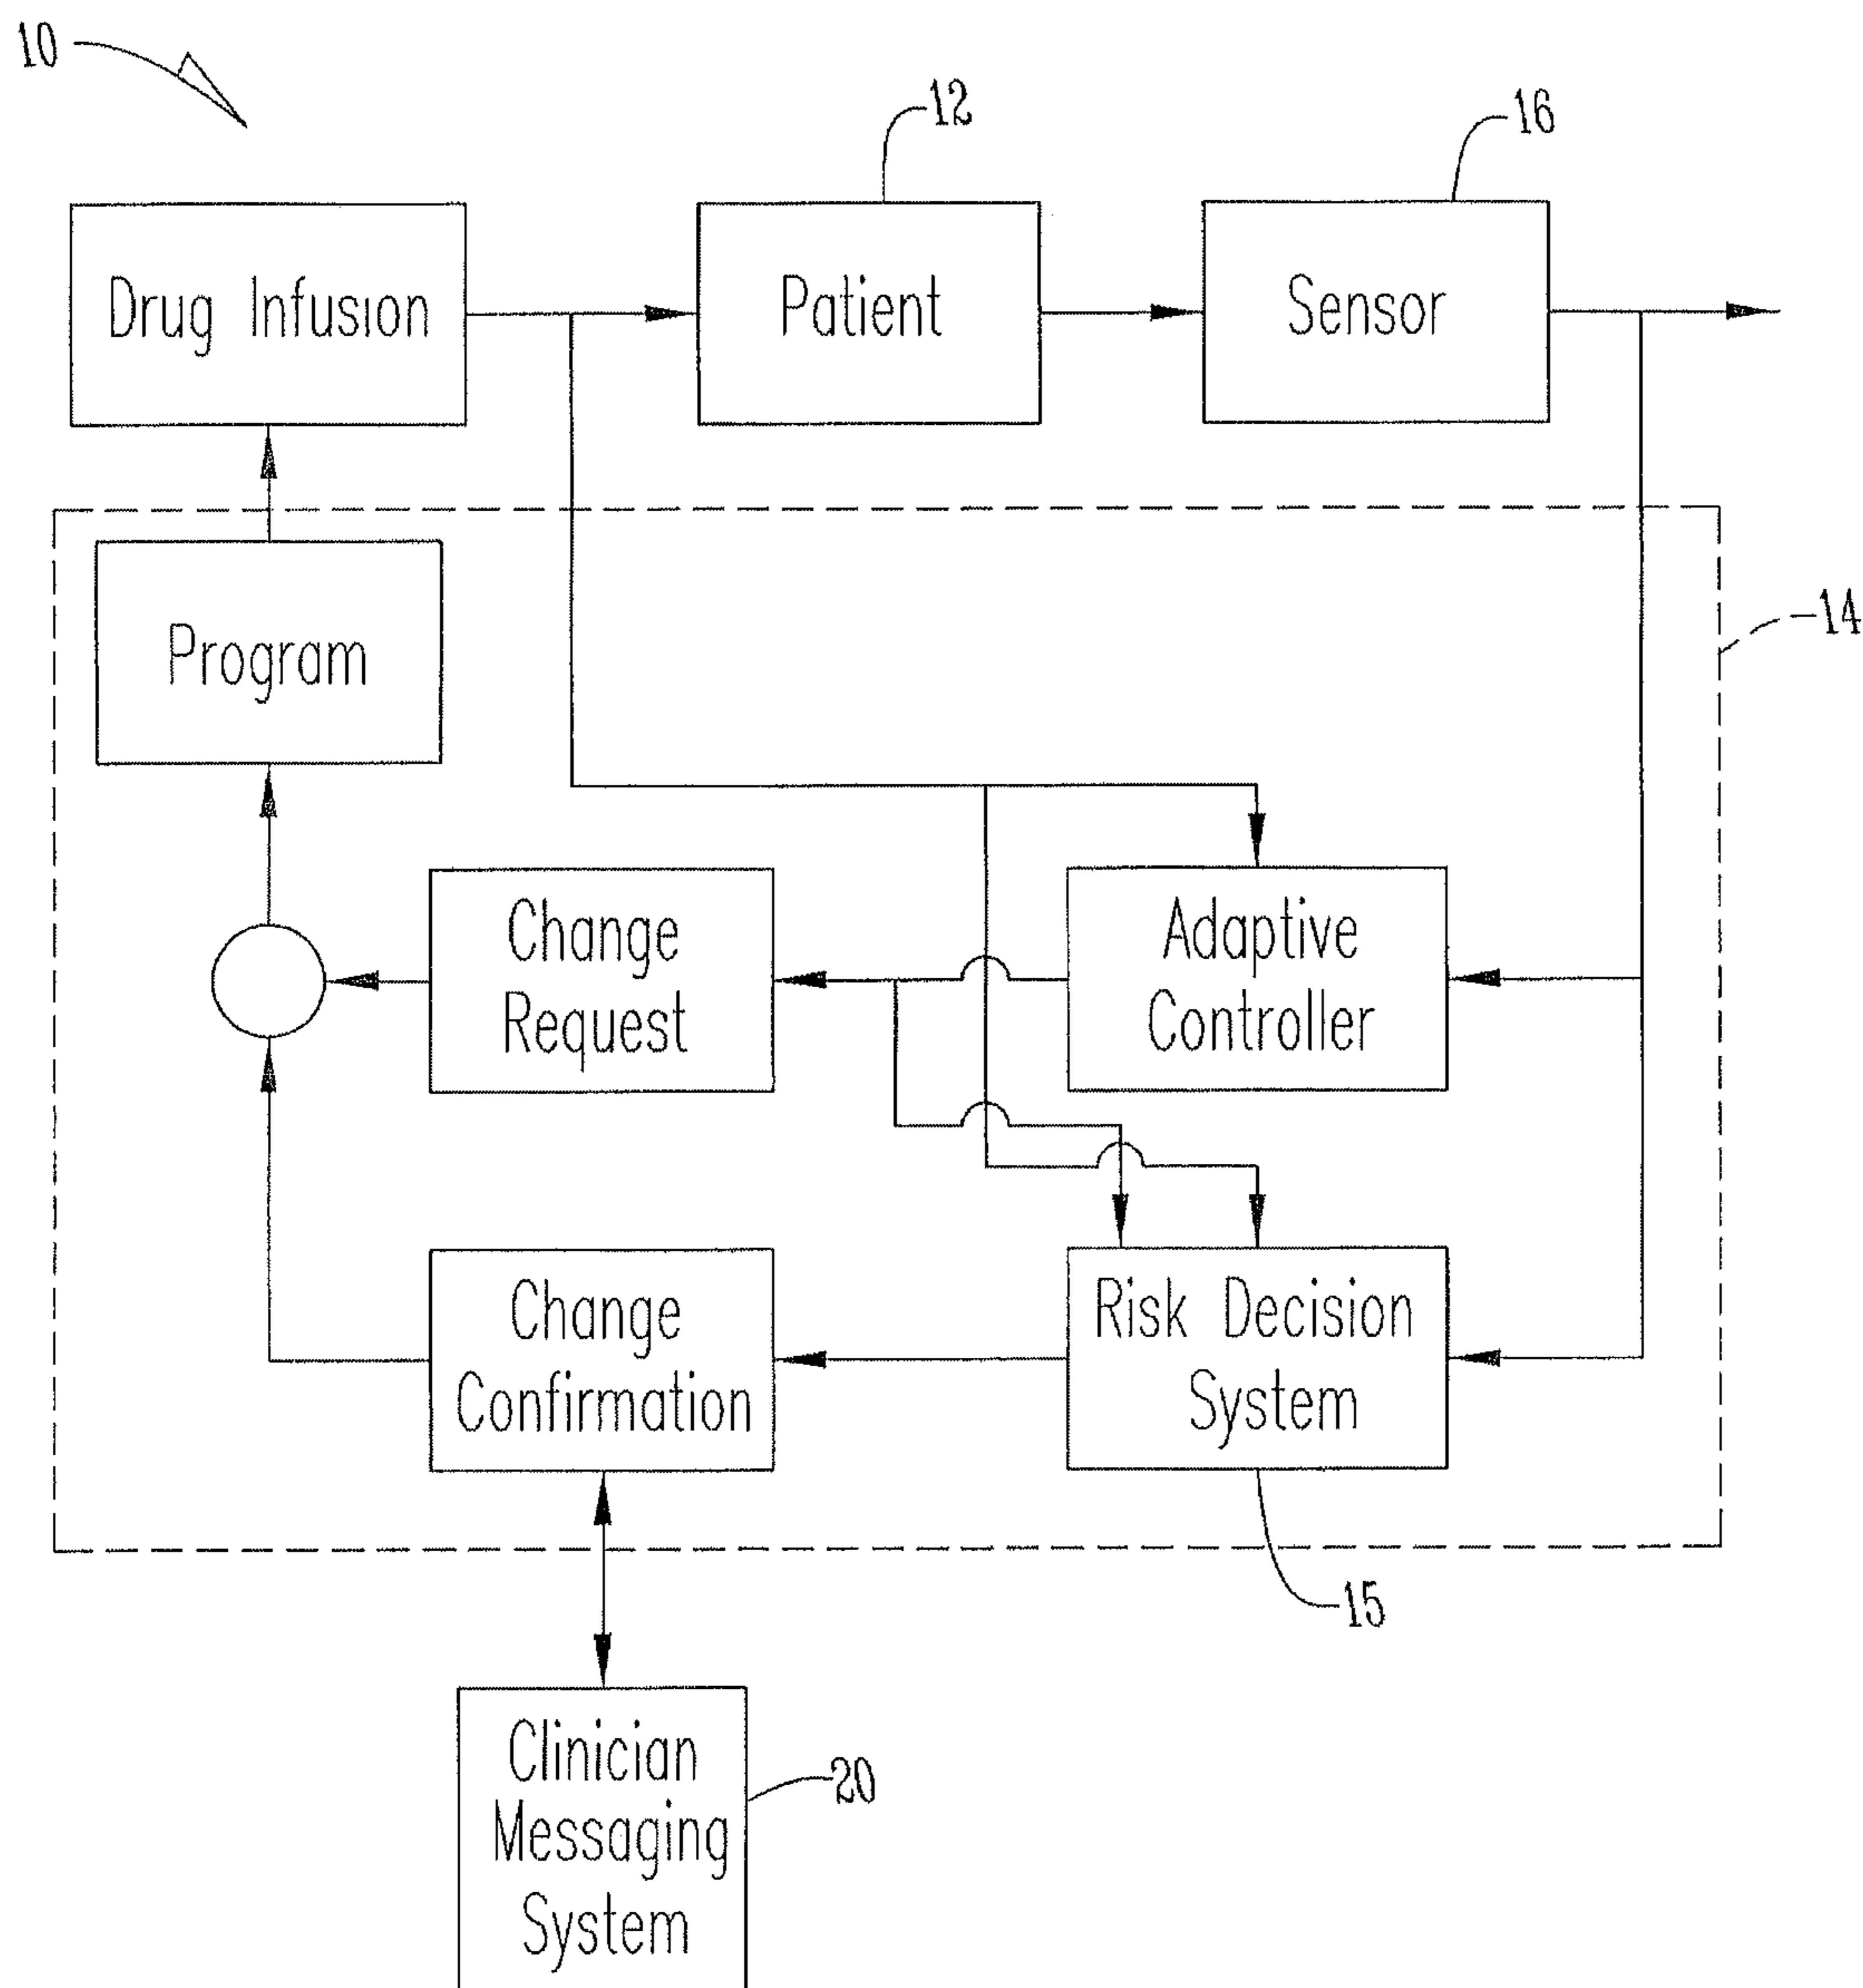 10
12
16
Drug Infusion
Patient
Sensor
Program
14
Change
Request
Adaptive
Controller
Change
Confirmation
Risk Decision
System
15
Clinician
Messaging
System
20